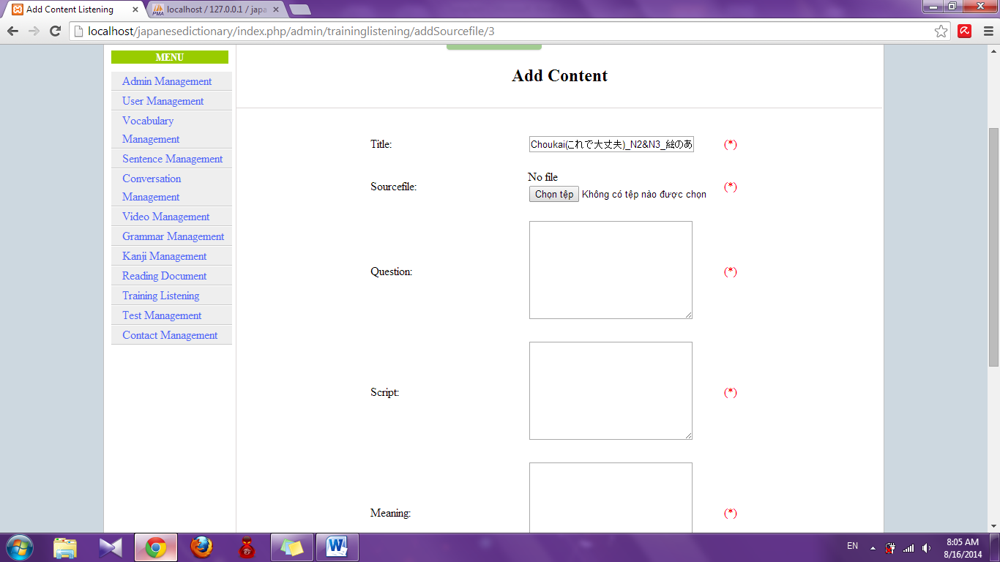 Add Content Listening
localhost / 127.0.0.1 / japa
localhost/japanesedictionary/index.php/admin/traininglistening/addSourcefile/3
MENU
Admin Management
User Management
Vocabulary
Management
Sentence Management
Conversation
Management
Video Management
Grammar Management
Kanji Management
Reading Document
Training Listening
Test Management
Contact Management
Add Content
Title:
Choukai(これで大丈夫)_N2&N3_絵のあ
(*)
Sourcefile:
No file
Chọn tệp Không có tệp nào được chọn
(*)
Question:
(*)
Script:
(*)
Meaning:
(*)
EN
8:05 AM
8/16/2014